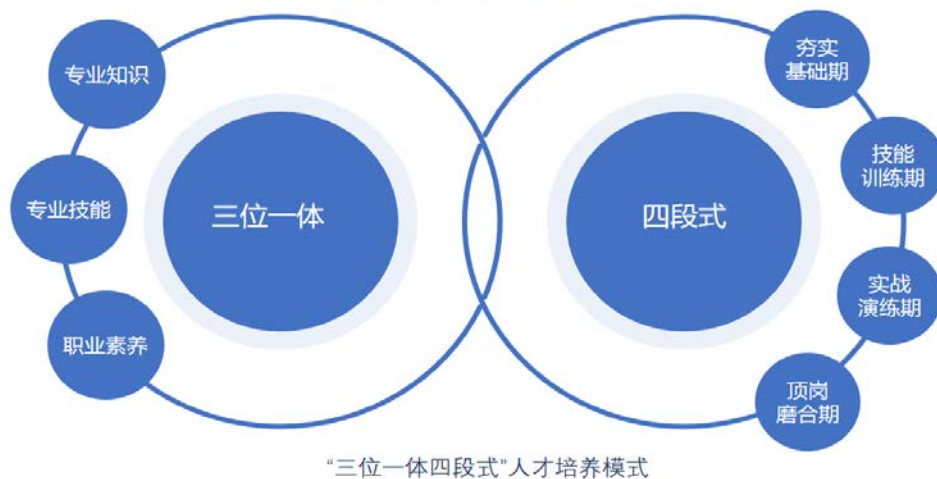 专业知识
专业技能
职业素养
三位一体
四段式
夯实
基础期
技能
训练期
实战
演练期
顶岗
磨合期
“三位一体四段式”人才培养模式